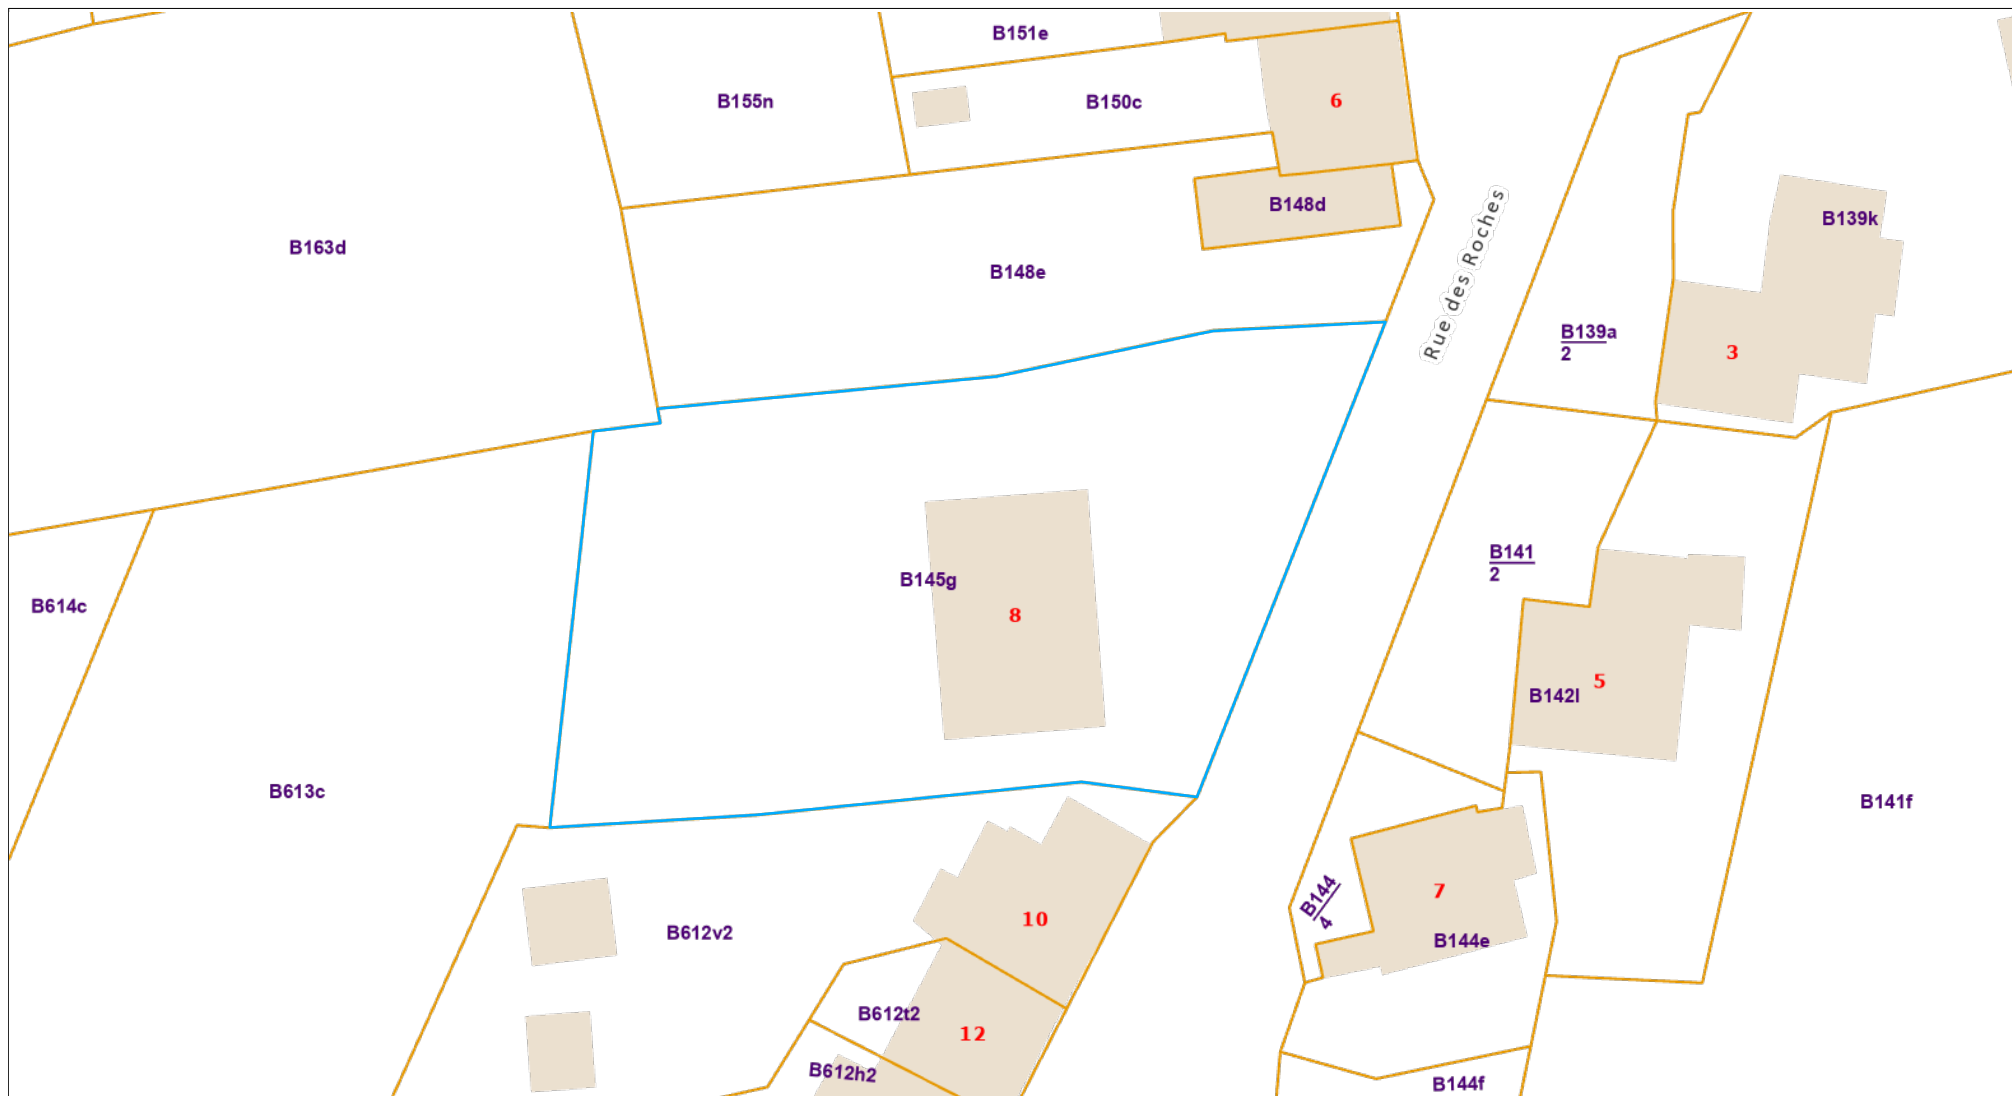 B151e
B155n
B150c
6
B148d
B139k
B163d
B148e
Rue des Roches
B139a
2
3
B141
2
B145g
8
B614c
5
B142l
B613c
B141f
B144
4
7
B144e
10
B612v2
B612t2
12
B612h2
B144f